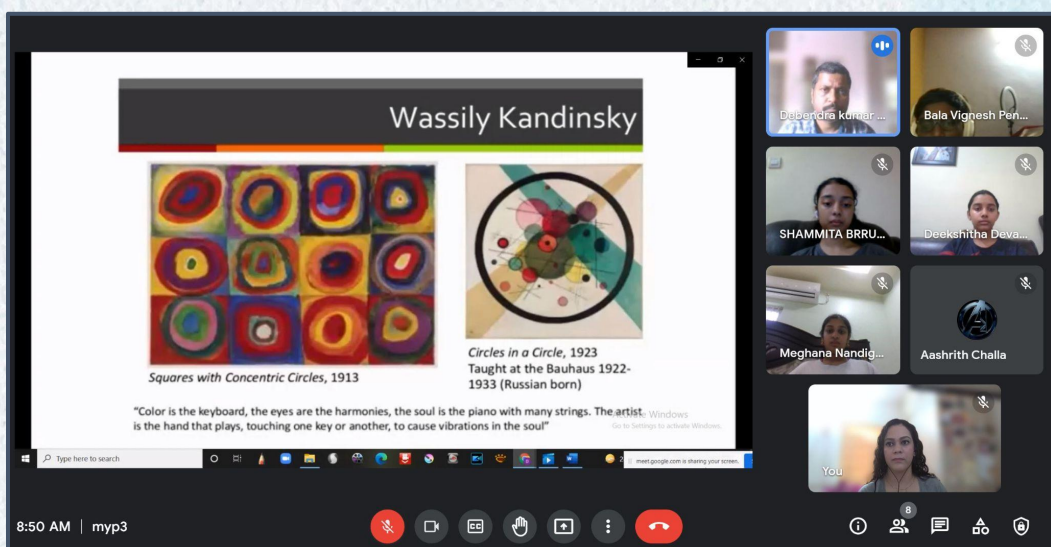 Wassily Kandinsky
Squares with Concentric Circles, 1913
Circles in a Circle, 1923
Taught at the Bauhaus 1922-
1933 (Russian born)
"Color is the keyboard, the eyes are the harmonies, the soul is the piano with many strings. The artist
is the hand that plays, touching one key or another, to cause vibrations in the soul"
Windows
Go to Settings to activate Windows.
Type here to search
meet.google.com is sharing your screen.
Debendra kumar ...
Bala Vignesh Pen...
SHAMMITA BRRU...
Deekshitha Deva...
Meghana Nandig...
Aashrith Challa
You
8:50 AM | myp3
CC
8